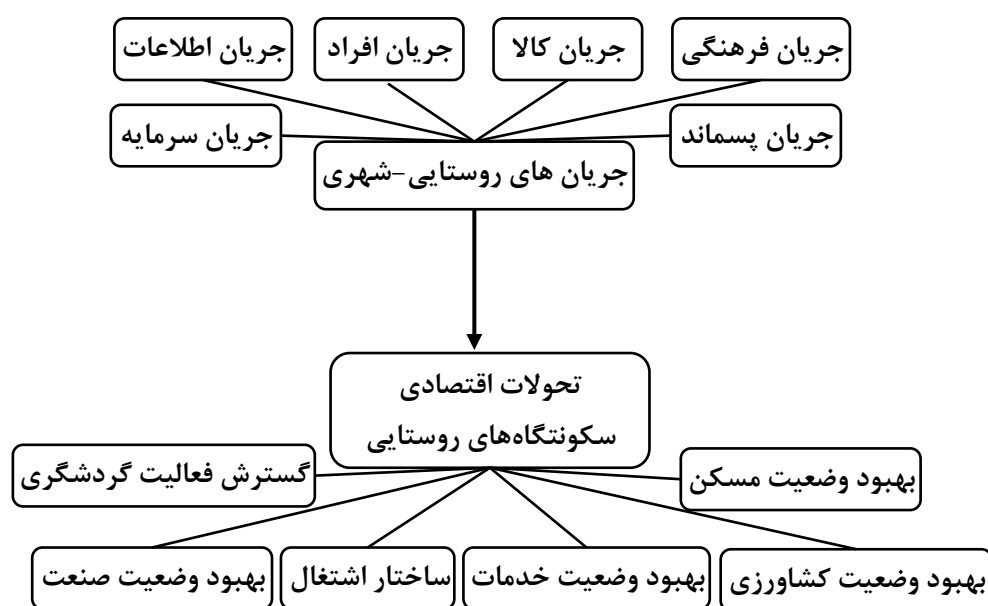 جریان فرهنگی
جریان کالا
جریان افراد
جریان اطلاعات
جریان پسماند
جریان سرمایه
جریان های روستایی–شهری
تحولات اقتصادی
سکونتگاه‌های روستایی
بهبود وضعیت مسکن
گسترش فعالیت گردشگری
بهبود وضعیت کشاورزی
بهبود وضعیت خدمات
ساختار اشتغال
بهبود وضعیت صنعت